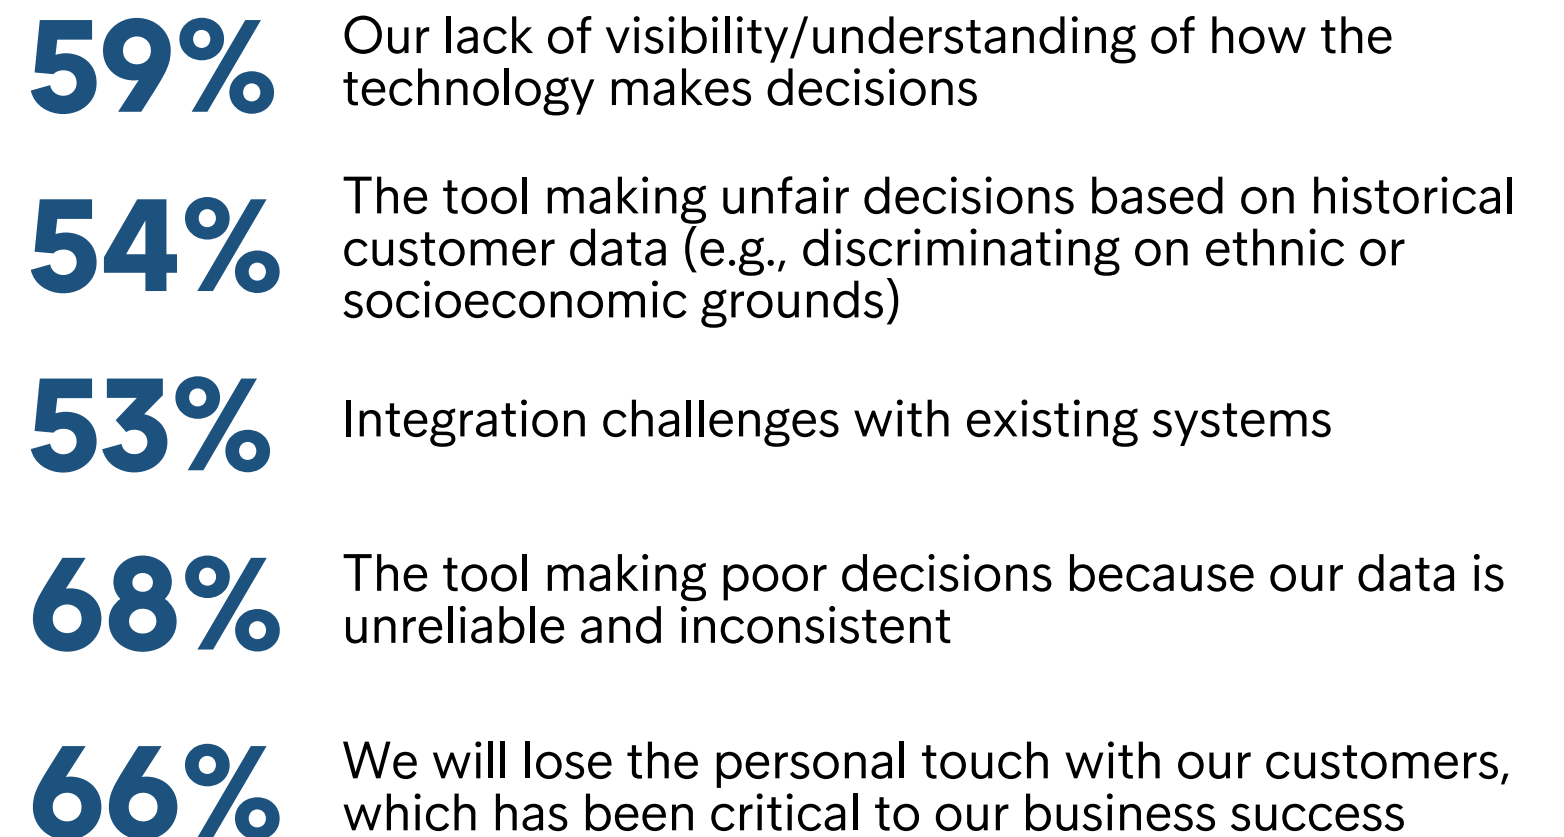 59%
Our lack of visibility/understanding of how the
technology makes decisions
54%
The tool making unfair decisions based on historical
customer data (e.g., discriminating on ethnic or
socioeconomic grounds)
53%
Integration challenges with existing systems
68%
The tool making poor decisions because our data is
unreliable and inconsistent
66%
We will lose the personal touch with our customers,
which has been critical to our business success